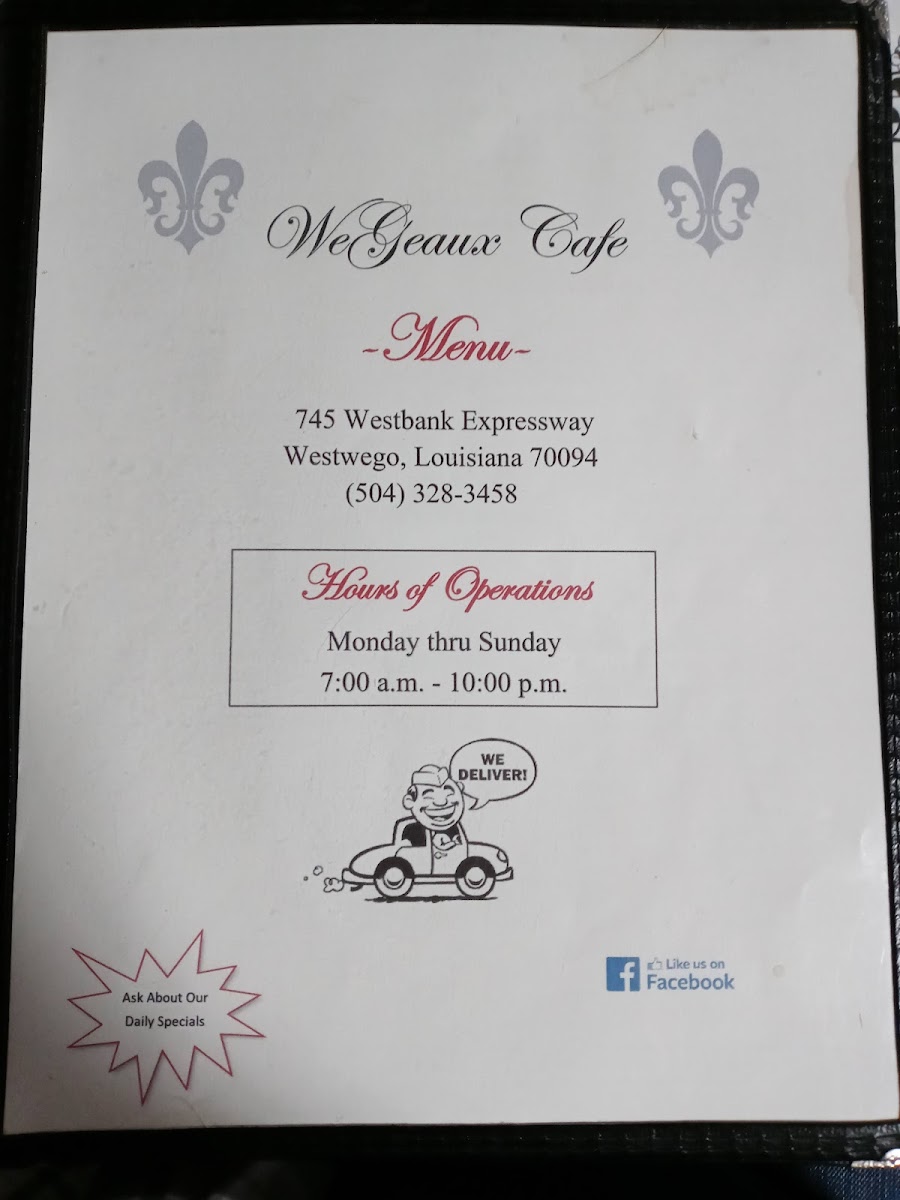 WeGeaux Cafe
-Menu-
745 Westbank Expressway
Westwego, Louisiana 70094
(504) 328-3458
Hours of Operations
Monday thru Sunday
7:00 a.m. - 10:00 p.m.
WE
DELIVER!
Ask About Our
Daily Specials
f
Like us on
Facebook